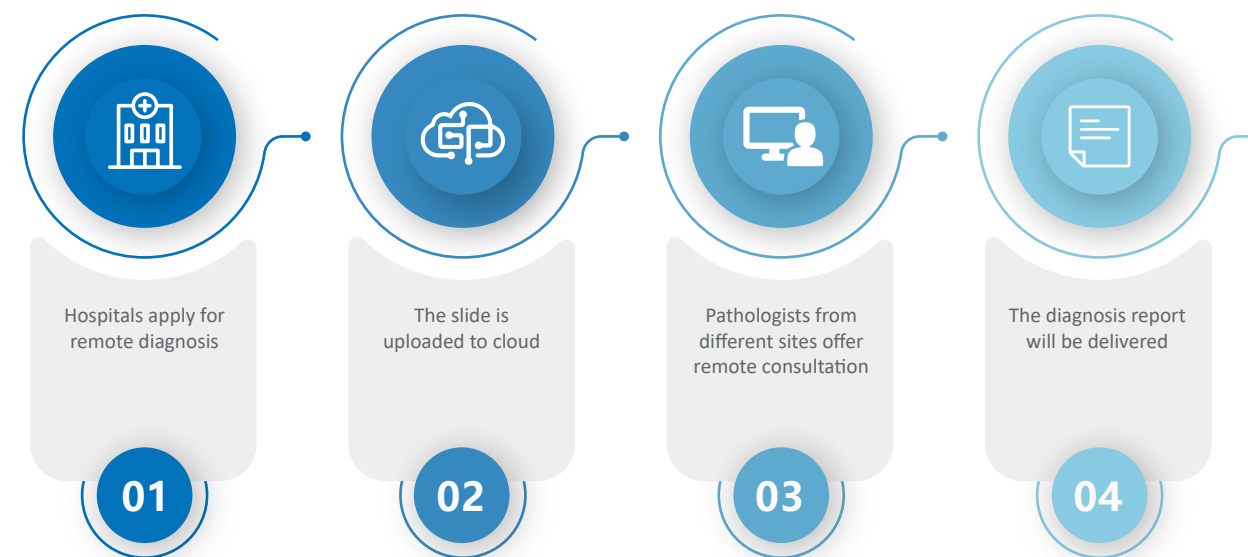 Hospitals apply for
remote diagnosis
01
The slide is
uploaded to cloud
02
Pathologists from
different sites offer
remote consultation
03
The diagnosis report
will be delivered
04